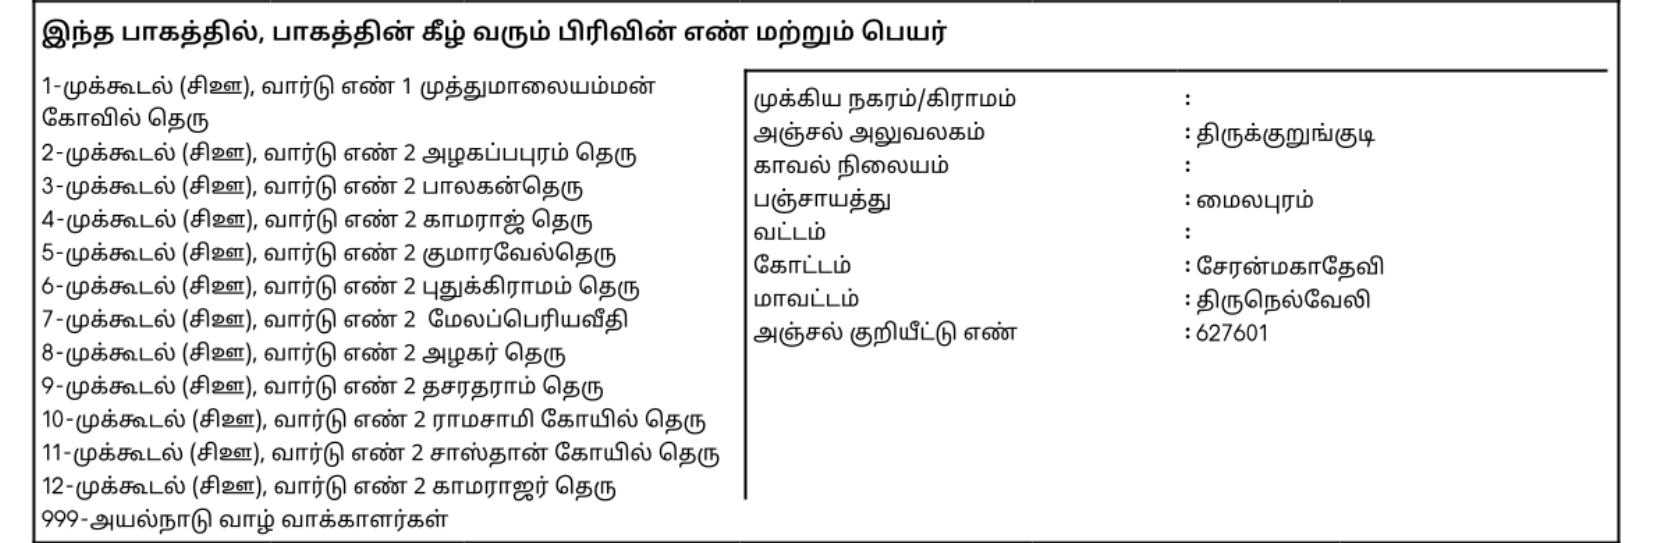 இந்த பாகத்தில், பாகத்தின் கீழ் வரும் பிரிவின் எண் மற்றும் பெயர்
1-முக்கூடல் (சிஊ), வார்டு எண் 1 முத்துமாலையம்மன்
கோவில் தெரு
2-முக்கூடல் (சிஊ), வார்டு எண் 2 அழகப்பபுரம் தெரு
3-முக்கூடல் (சிஊ), வார்டு எண் 2 பாலகன்தெரு
4-முக்கூடல் (சிஊ), வார்டு எண் 2 காமராஜ் தெரு
5-முக்கூடல் (சிஊ), வார்டு எண் 2 குமாரவேல்தெரு
6-முக்கூடல் (சிஊ), வார்டு எண் 2 புதுக்கிராமம் தெரு
7-முக்கூடல் (சிஊ), வார்டு எண் 2 மேலப்பெரியவீதி
8-முக்கூடல் (சிஊ), வார்டு எண் 2 அழகர் தெரு
9-முக்கூடல் (சிஊ), வார்டு எண் 2 தசரதராம் தெரு
10-முக்கூடல் (சிஊ), வார்டு எண் 2 ராமசாமி கோயில் தெரு
11-முக்கூடல் (சிஊ), வார்டு எண் 2 சாஸ்தான் கோயில் தெரு
12-முக்கூடல் (சிஊ), வார்டு எண் 2 காமராஜர் தெரு
999-அயல்நாடு வாழ் வாக்காளர்கள்
முக்கிய நகரம்/கிராமம் :
அஞ்சல் அலுவலகம் : திருக்குறுங்குடி
காவல் நிலையம் :
பஞ்சாயத்து : மைலபுரம்
வட்டம் :
கோட்டம் : சேரன்மகாதேவி
மாவட்டம் : திருநெல்வேலி
அஞ்சல் குறியீட்டு எண் : 627601